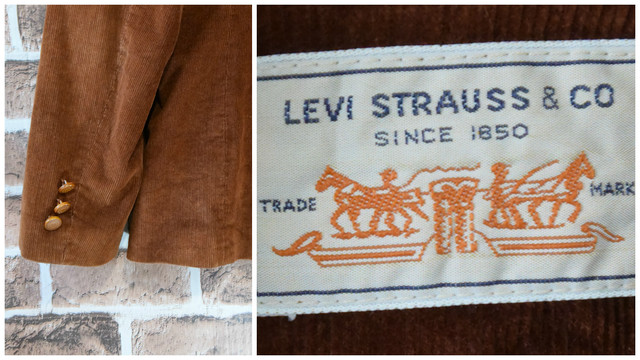 LEVI STRAUSS & CO
SINCE 1850
TRADE MARK